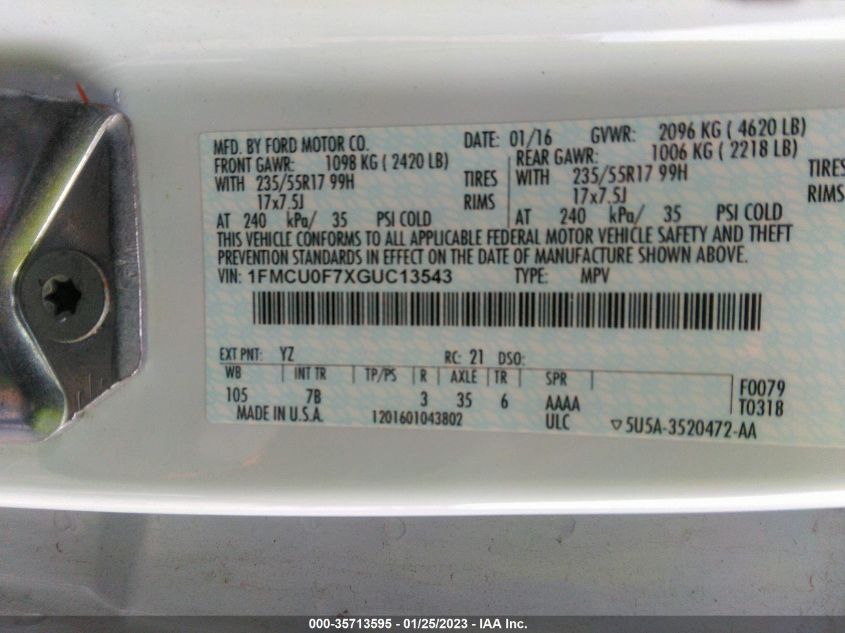 MFD. BY FORD MOTOR CO. DATE: 01/16 GVWR: 2096 KG ( 4620 LB)
FRONT GAWR: 1098 KG ( 2420 LB) REAR GAWR: 1006 KG ( 2218 LB)
WITH 235/55R17 99H TIRES WITH 235/55R17 99H TIRES
17x7.5J RIMS 17x7.5J RIMS
AT 240 kPa/ 35 PSI COLD AT 240 kPa/ 35 PSI COLD
THIS VEHICLE CONFORMS TO ALL APPLICABLE FEDERAL MOTOR VEHICLE SAFETY AND THEFT
PREVENTION STANDARDS IN EFFECT ON THE DATE OF MANUFACTURE SHOWN ABOVE.
VIN: 1FMCU0F7XGUC13543 TYPE: MPV
EXT PNT: YZ RC: 21 DSO:
WB INT TR TP/PS R AXLE TR SPR
105 7B 3 35 6 AAAA F0079
ULC T0318
MADE IN U.S.A. 1201601043802 ▽5U5A-3520472-AA
000-35713595 - 01/25/2023 - IAA Inc.